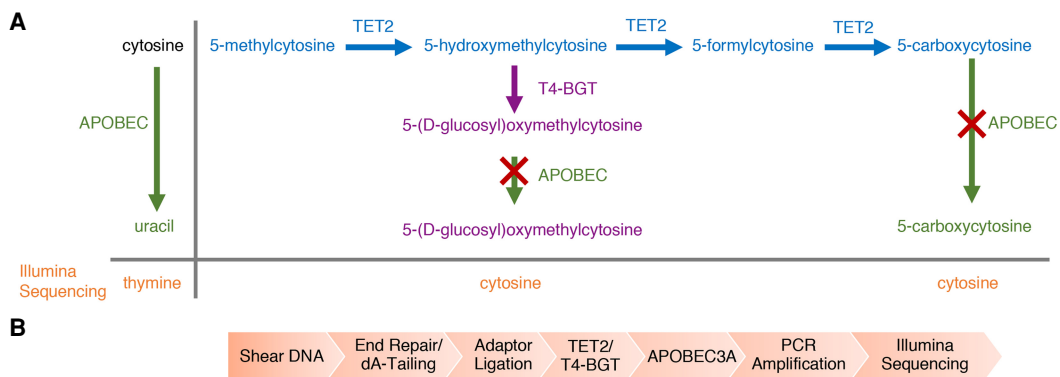 A
cytosine
5-methylcytosine
TET2
5-hydroxymethylcytosine
TET2
5-formylcytosine
TET2
5-carboxycytosine
APOBEC
T4-BGT
5-(D-glucosyl)oxymethylcytosine
APOBEC
APOBEC
uracil
5-(D-glucosyl)oxymethylcytosine
5-carboxycytosine
Illumina
Sequencing
thymine
cytosine
cytosine
B
Shear DNA
End Repair/
dA-Tailing
Adaptor
Ligation
TET2/
T4-BGT
APOBEC3A
PCR
Amplification
Illumina
Sequencing